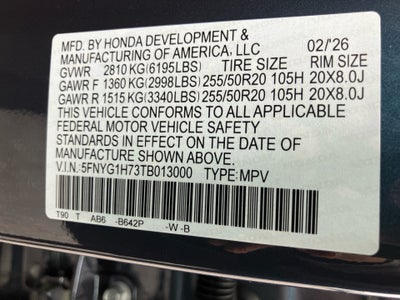 MFD. BY HONDA DEVELOPMENT &
MANUFACTURING OF AMERICA, LLC 02/'26
GVWR 2810 KG(6195LBS) TIRE SIZE RIM SIZE
GAWR F 1360 KG(2998LBS) 255/50R20 105H 20X8.0J
GAWR R 1515 KG(3340LBS) 255/50R20 105H 20X8.0J
THIS VEHICLE CONFORMS TO ALL APPLICABLE
FEDERAL MOTOR VEHICLE SAFETY
STANDARDS IN EFFECT ON THE DATE OF
MANUFACTURE SHOWN ABOVE.
V.I.N.:5FNYG1H73TB013000 TYPE:MPV
T90 T AB6 -B642P -W -B